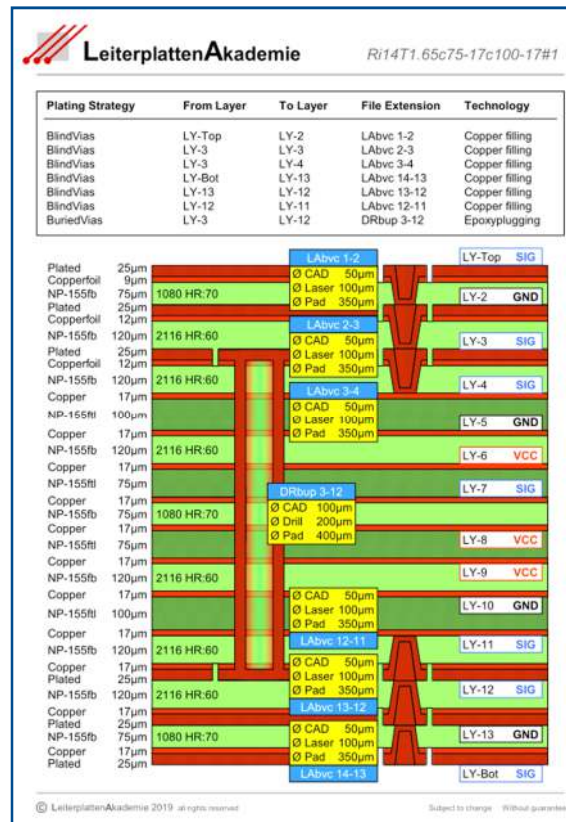 LeiterplattenAkademie
Ri14T1.65c75-17c100-17#1
Plating Strategy From Layer To Layer File Extension Technology
BlindVias LY-Top LY-2 LAbvc 1-2 Copper filling
BlindVias LY-3 LY-3 LAbvc 2-3 Copper filling
BlindVias LY-3 LY-4 LAbvc 3-4 Copper filling
BlindVias LY-Bot LY-13 LAbvc 14-13 Copper filling
BlindVias LY-13 LY-12 LAbvc 13-12 Copper filling
BlindVias LY-12 LY-11 LAbvc 12-11 Copper filling
BuriedVias LY-3 LY-12 DRbup 3-12 Epoxyplugging
Plated 25µm
Copperfoil 9µm
NP-155fb 75µm 1080 HR:70
Plated 25µm
Copperfoil 12µm
NP-155fb 120µm 2116 HR:60
Plated 25µm
Copperfoil 12µm
NP-155fb 120µm 2116 HR:60
Copper 17µm
NP-155ftl 100µm
Copper 17µm
NP-155fb 120µm 2116 HR:60
Copper 17µm
NP-155ftl 75µm
Copper 17µm
NP-155fb 75µm 1080 HR:70
Copper 17µm
NP-155ftl 75µm
Copper 17µm
NP-155fb 120µm 2116 HR:60
Copper 17µm
NP-155ftl 100µm
Copper 17µm
NP-155fb 120µm 2116 HR:60
Copper 17µm
Plated 25µm
NP-155fb 120µm 2116 HR:60
Copper 17µm
Plated 25µm
NP-155fb 75µm 1080 HR:70
Copper 17µm
Plated 25µm
LAbvc 1-2
Ø CAD 50µm
Ø Laser 100µm
Ø Pad 350µm
LAbvc 2-3
Ø CAD 50µm
Ø Laser 100µm
Ø Pad 350µm
LAbvc 3-4
Ø CAD 50µm
Ø Laser 100µm
Ø Pad 350µm
DRbup 3-12
Ø CAD 100µm
Ø Drill 200µm
Ø Pad 400µm
Ø CAD 50µm
Ø Laser 100µm
Ø Pad 350µm
LAbvc 12-11
Ø CAD 50µm
Ø Laser 100µm
Ø Pad 350µm
LAbvc 13-12
Ø CAD 50µm
Ø Laser 100µm
Ø Pad 350µm
LAbvc 14-13
LY-Top SIG
LY-2 GND
LY-3 SIG
LY-4 SIG
LY-5 GND
LY-6 VCC
LY-7 SIG
LY-8 VCC
LY-9 VCC
LY-10 GND
LY-11 SIG
LY-12 SIG
LY-13 GND
LY-Bot SIG
© LeiterplattenAkademie 2019 all rights reserved
Subject to change Without guarantee